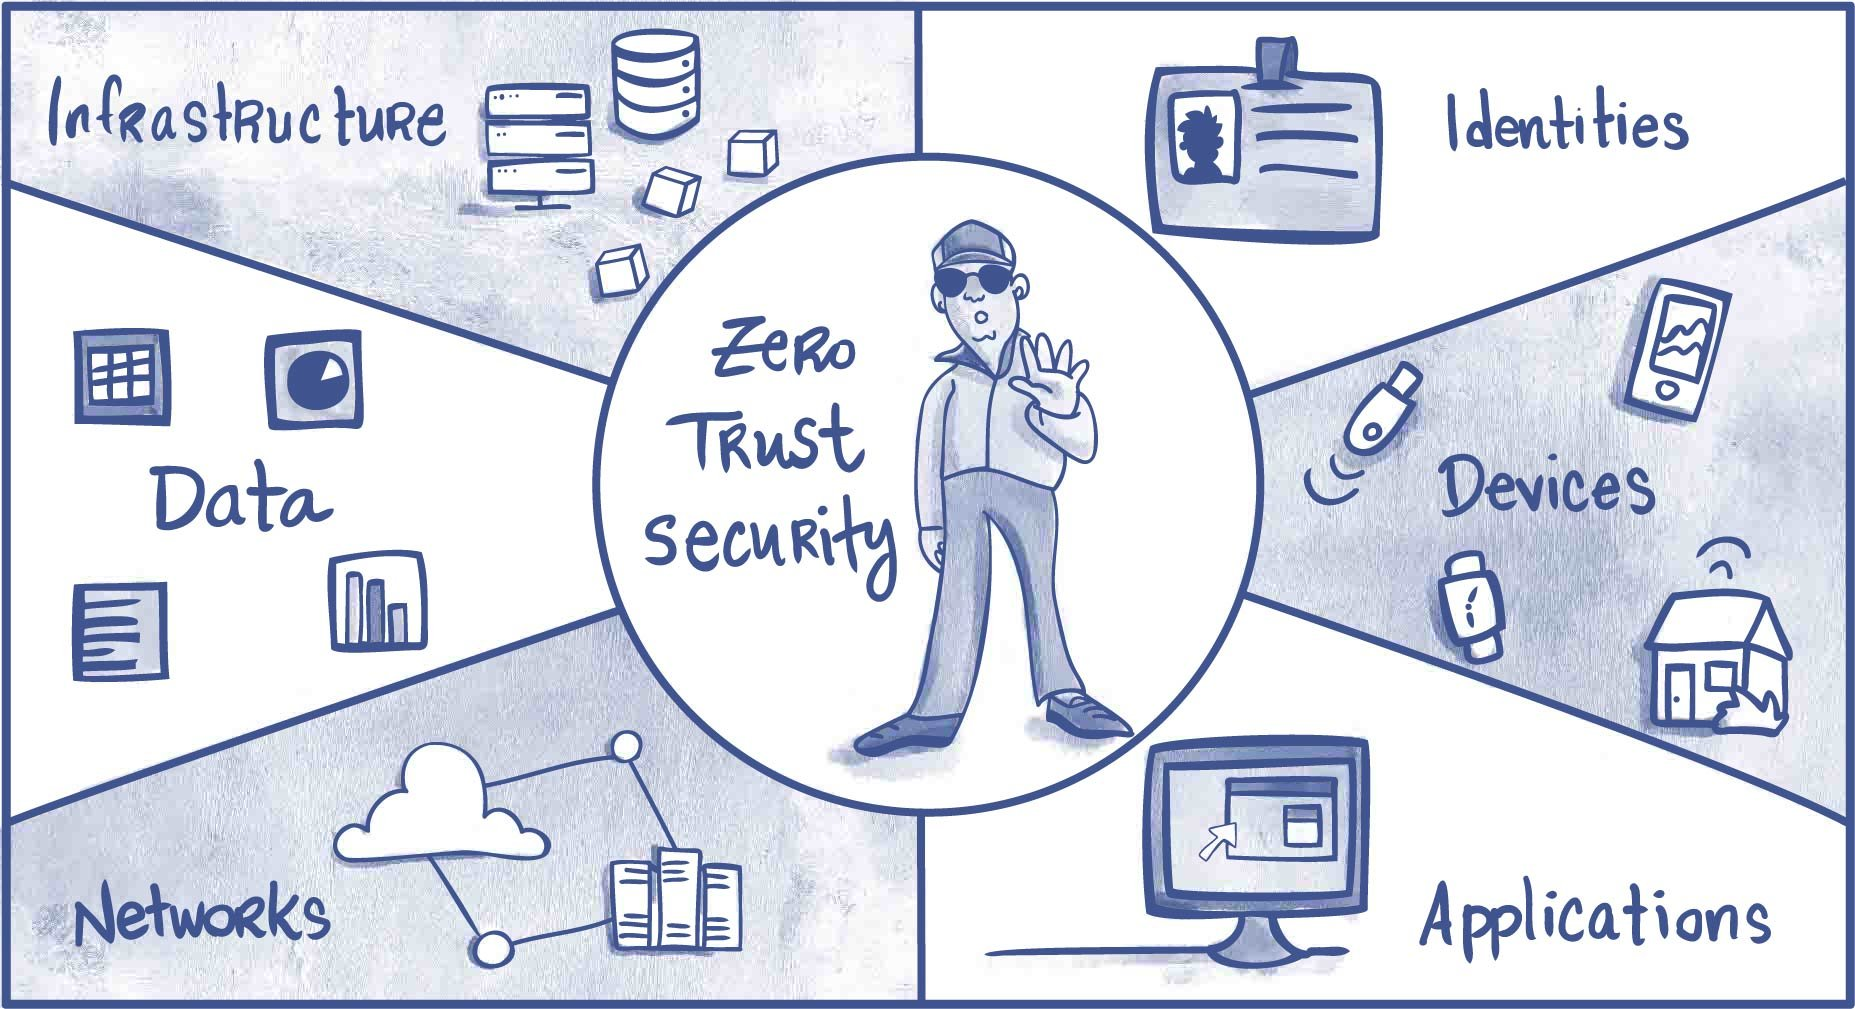 Infrastructure
Identities
Data
Zero
Trust
security
Devices
Networks
Applications